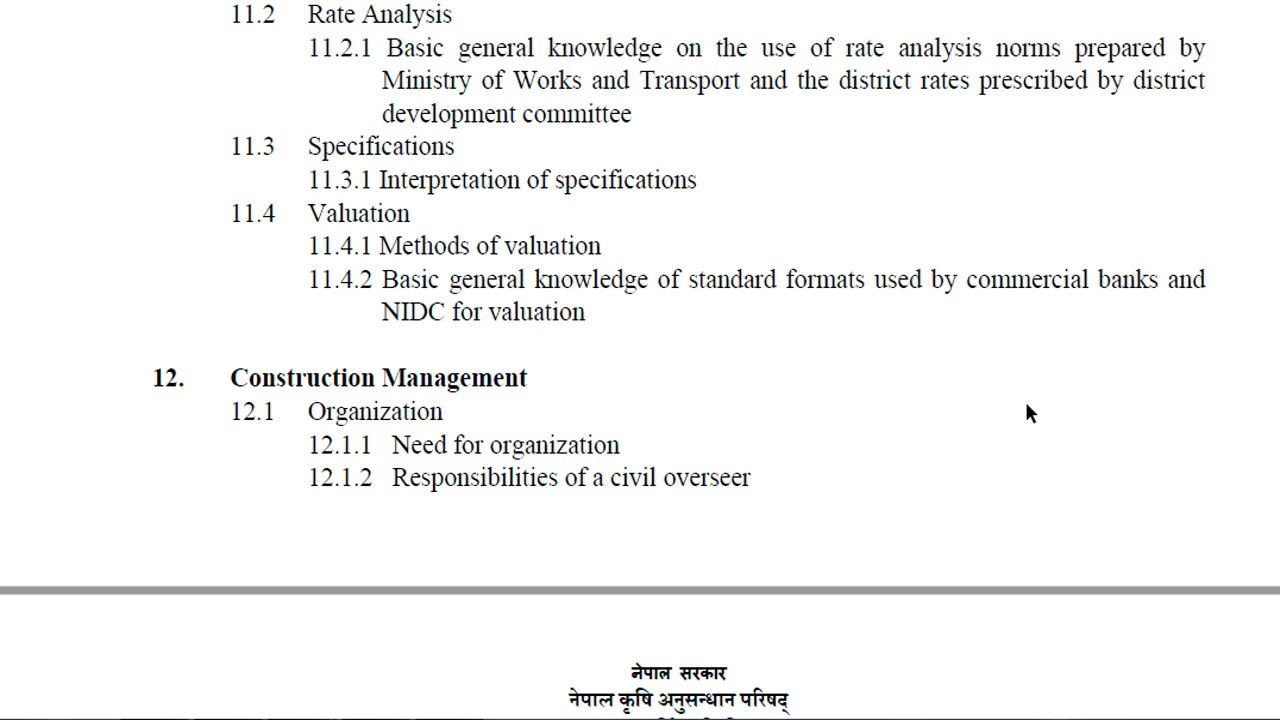 11.2 Rate Analysis
11.2.1 Basic general knowledge on the use of rate analysis norms prepared by
Ministry of Works and Transport and the district rates prescribed by district
development committee
11.3 Specifications
11.3.1 Interpretation of specifications
11.4 Valuation
11.4.1 Methods of valuation
11.4.2 Basic general knowledge of standard formats used by commercial banks and
NIDC for valuation
12. Construction Management
12.1 Organization
12.1.1 Need for organization
12.1.2 Responsibilities of a civil overseer
नेपाल सरकार
नेपाल कृषि अनुसन्धान परिषद्